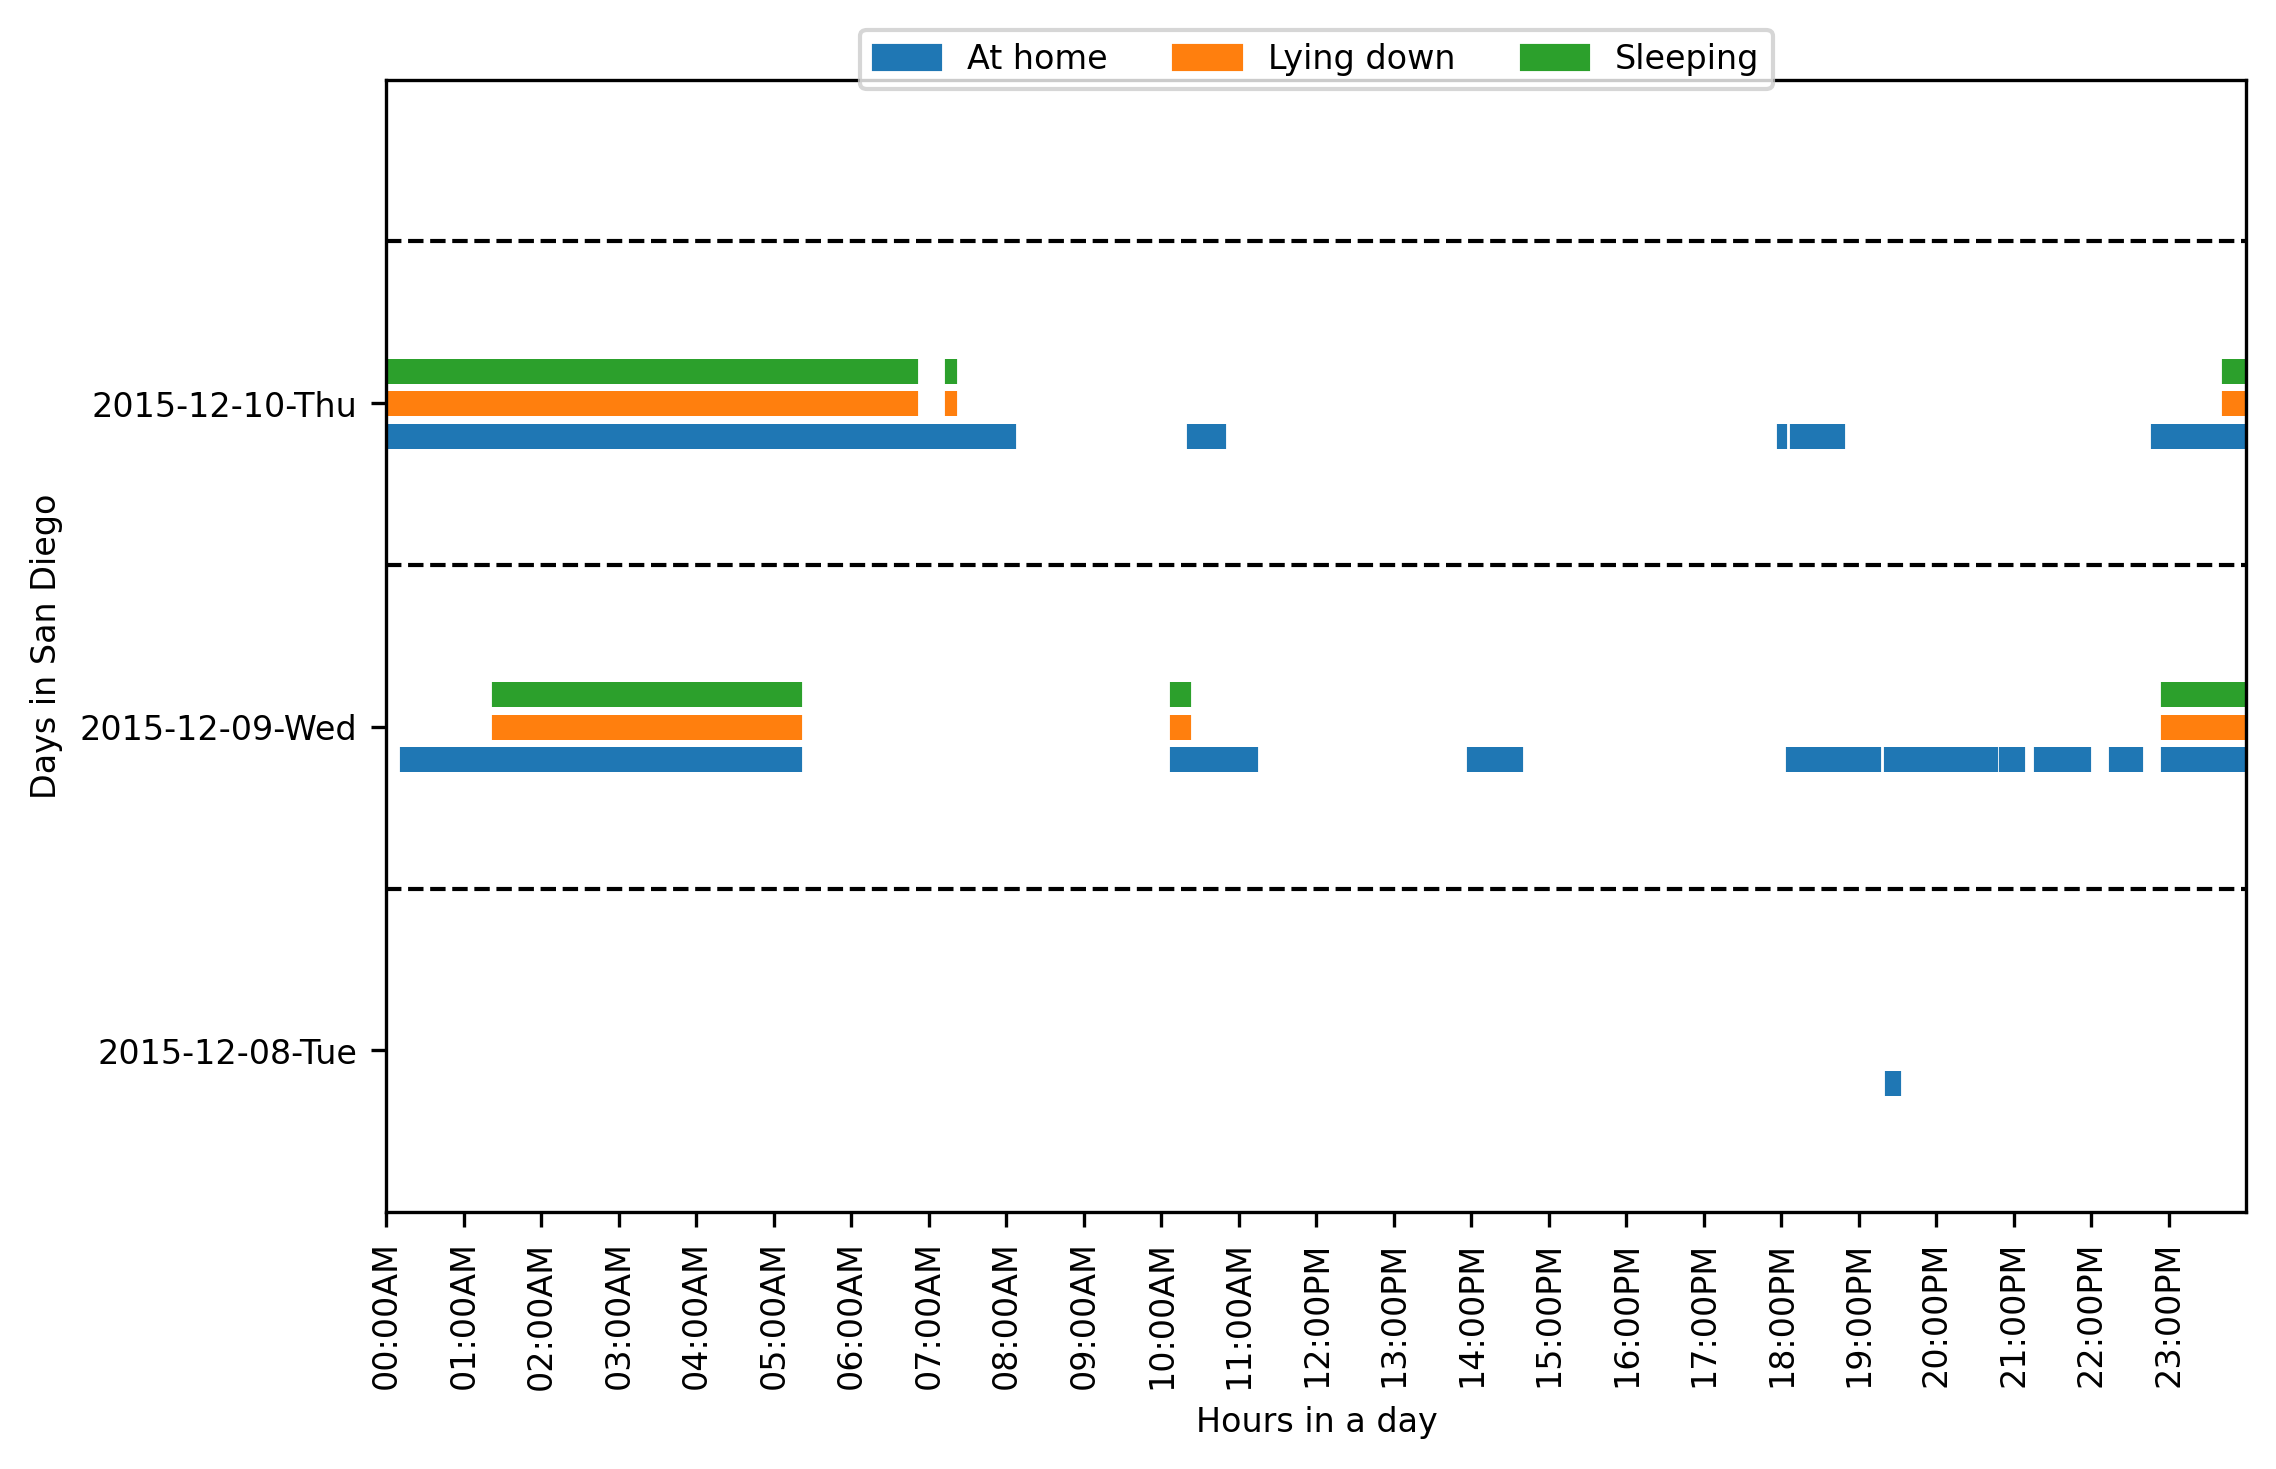 At home Lying down Sleeping
2015-12-10-Thu
2015-12-09-Wed
2015-12-08-Tue
Days in San Diego
00:00AM 01:00AM 02:00AM 03:00AM 04:00AM 05:00AM 06:00AM 07:00AM 08:00AM 09:00AM 10:00AM 11:00AM 12:00PM 13:00PM 14:00PM 15:00PM 16:00PM 17:00PM 18:00PM 19:00PM 20:00PM 21:00PM 22:00PM 23:00PM
Hours in a day